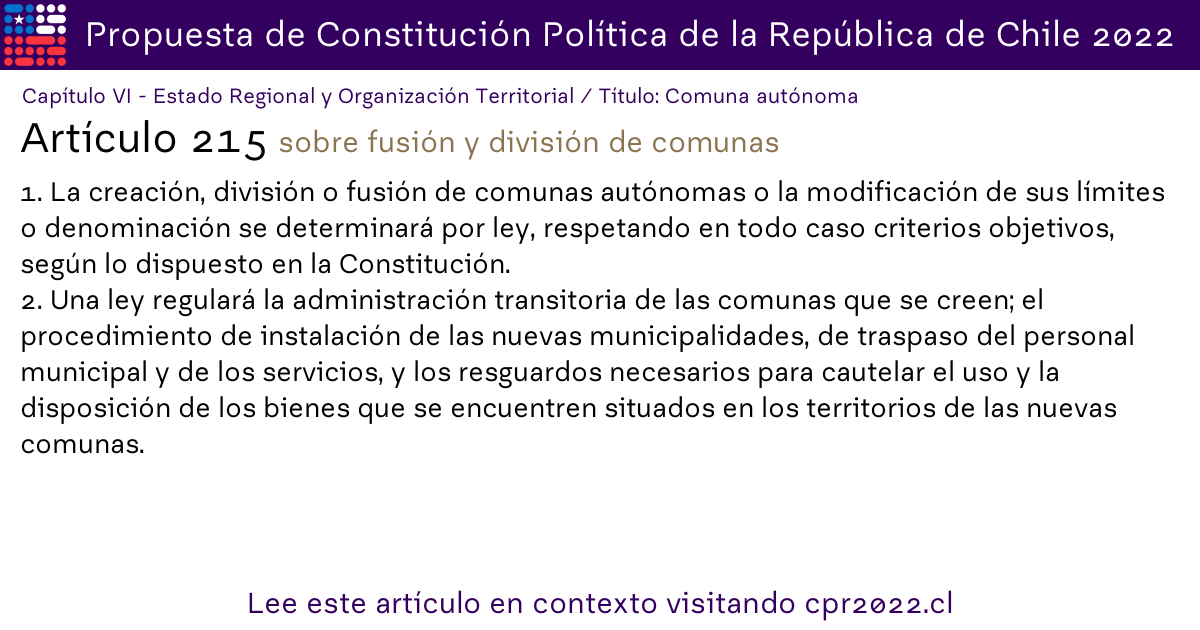 Propuesta de Constitución Política de la República de Chile 2022
Capítulo VI - Estado Regional y Organización Territorial / Título: Comuna autónoma
Artículo 215 sobre fusión y división de comunas
1. La creación, división o fusión de comunas autónomas o la modificación de sus límites
o denominación se determinará por ley, respetando en todo caso criterios objetivos,
según lo dispuesto en la Constitución.
2. Una ley regulará la administración transitoria de las comunas que se creen; el
procedimiento de instalación de las nuevas municipalidades, de traspaso del personal
municipal y de los servicios, y los resguardos necesarios para cautelar el uso y la
disposición de los bienes que se encuentren situados en los territorios de las nuevas
comunas.
Lee este artículo en contexto visitando cpr2022.cl